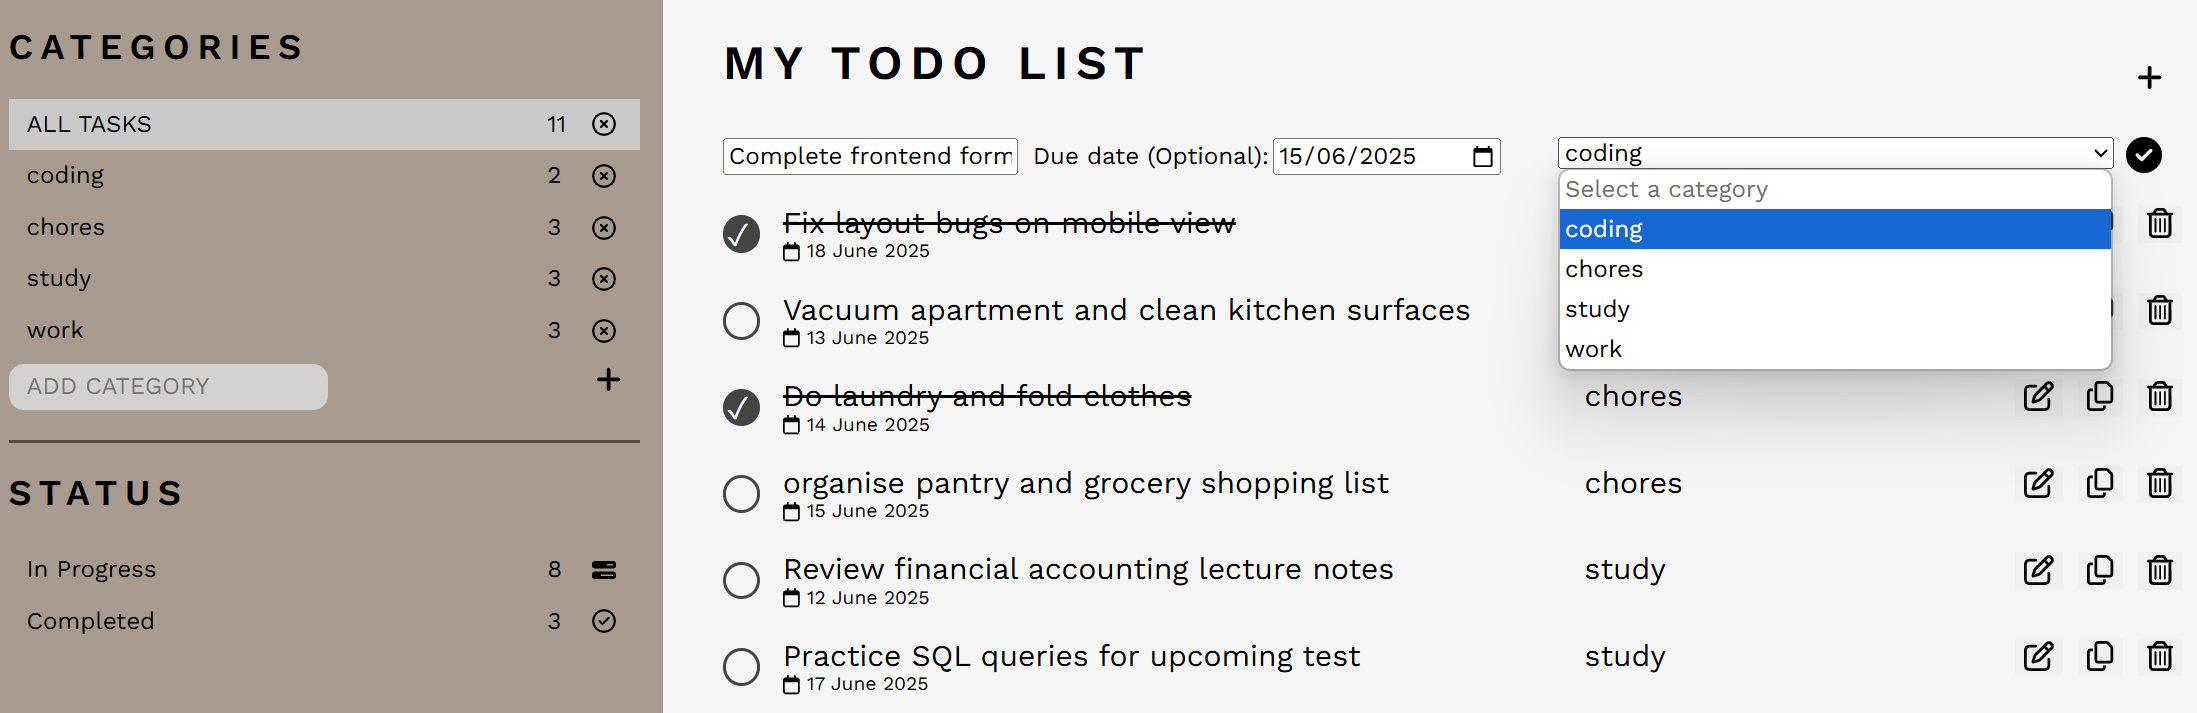 CATEGORIES
ALL TASKS 11
coding 2
chores 3
study 3
work 3
ADD CATEGORY
STATUS
In Progress 8
Completed 3
MY TODO LIST
Complete frontend form Due date (Optional): 15/06/2025 coding
Select a category
coding
chores
study
work
Fix layout bugs on mobile view
18 June 2025
Vacuum apartment and clean kitchen surfaces
13 June 2025
Do laundry and fold clothes chores
14 June 2025
organise pantry and grocery shopping list chores
15 June 2025
Review financial accounting lecture notes study
12 June 2025
Practice SQL queries for upcoming test study
17 June 2025